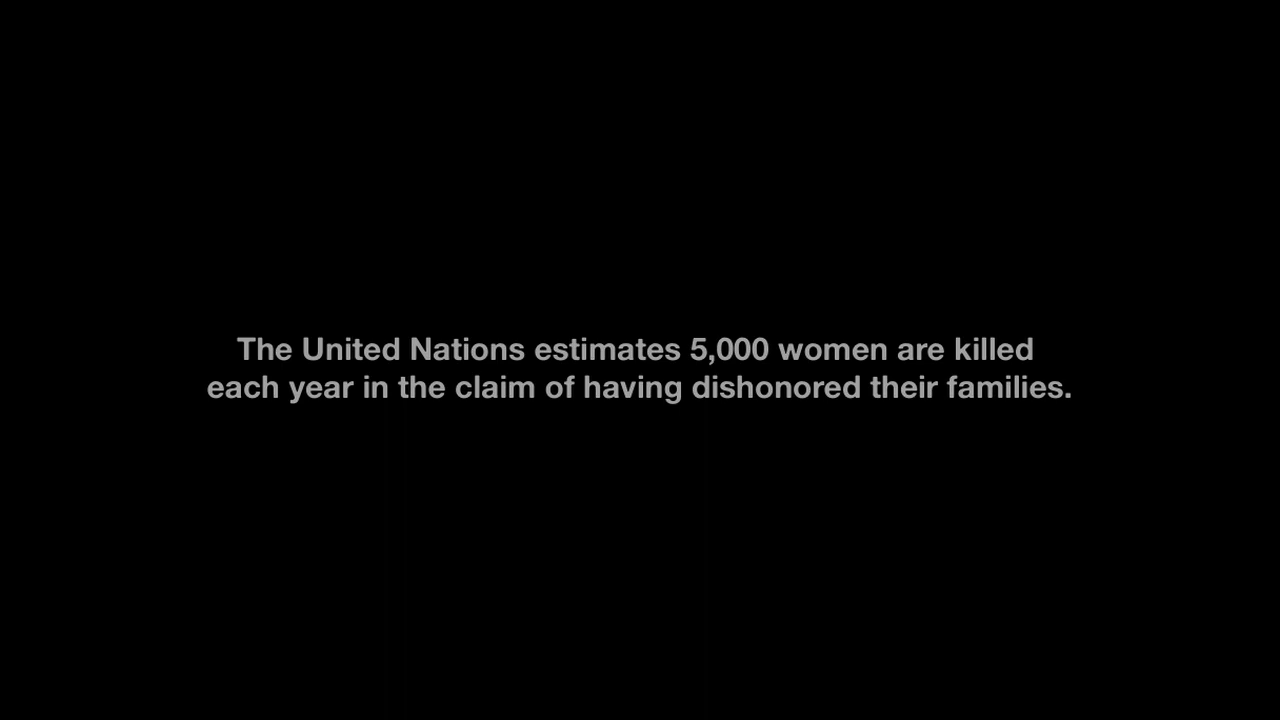 The United Nations estimates 5,000 women are killed
each year in the claim of having dishonored their families.